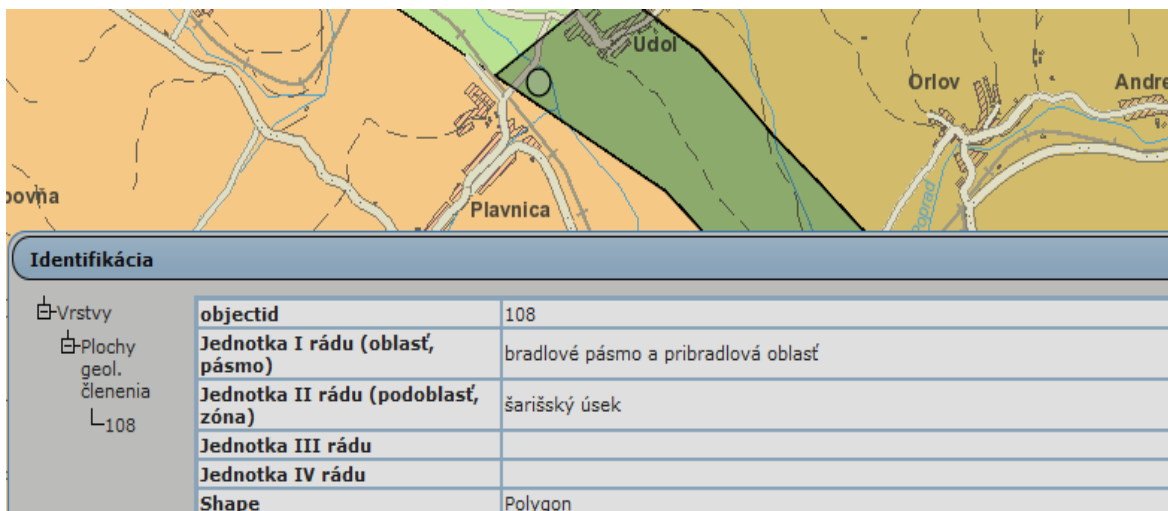 Údol
Orlov
Andre
povňa
Plavnica
Poprad
Identifikácia
Vrstvy
Plochy
geol.
členenia
108
objectid 108
Jednotka I rádu (oblasť,
pásmo) bradlové pásmo a pribradlová oblasť
Jednotka II rádu (podoblasť,
zóna) šarišský úsek
Jednotka III rádu
Jednotka IV rádu
Shape Polygon